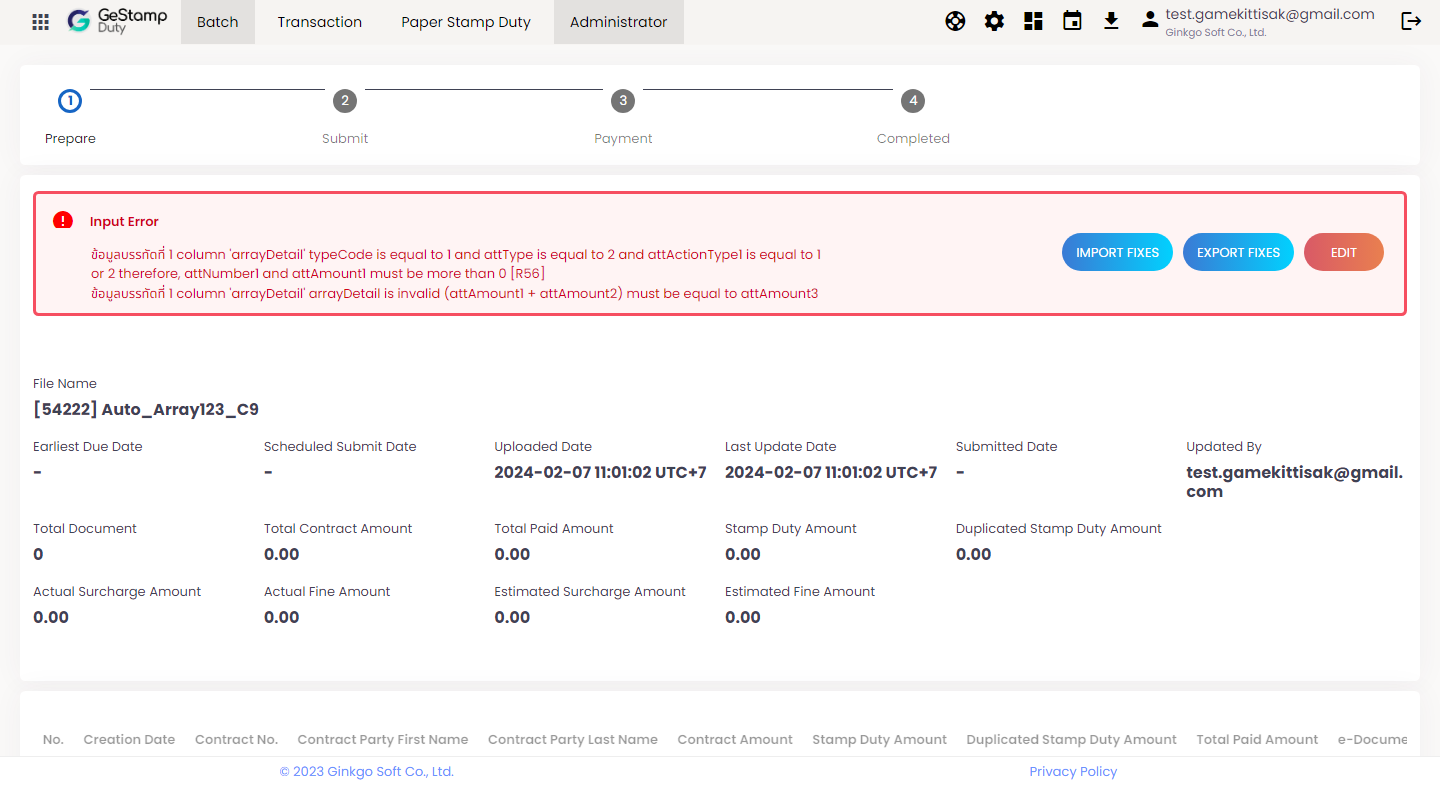 GeStamp
Duty
Batch
Transaction
Paper Stamp Duty
Administrator
test.gamekittisak@gmail.com
Ginkgo Soft Co., Ltd.
1
2
3
4
Prepare
Submit
Payment
Completed
Input Error
ข้อมูลบรรทัดที่ 1 column 'arrayDetail' typeCode is equal to 1 and attType is equal to 2 and attActionType1 is equal to 1
or 2 therefore, attNumber1 and attAmount1 must be more than 0 [R56]
ข้อมูลบรรทัดที่ 1 column 'arrayDetail' arrayDetail is invalid (attAmount1 + attAmount2) must be equal to attAmount3
IMPORT FIXES
EXPORT FIXES
EDIT
File Name
[54222] Auto_Array123_C9
Earliest Due Date
Scheduled Submit Date
Uploaded Date
Last Update Date
Submitted Date
Updated By
-
-
2024-02-07 11:01:02 UTC+7
2024-02-07 11:01:02 UTC+7
-
test.gamekittisak@gmail.
com
Total Document
Total Contract Amount
Total Paid Amount
Stamp Duty Amount
Duplicated Stamp Duty Amount
0
0.00
0.00
0.00
0.00
Actual Surcharge Amount
Actual Fine Amount
Estimated Surcharge Amount
Estimated Fine Amount
0.00
0.00
0.00
0.00
No.
Creation Date
Contract No.
Contract Party First Name
Contract Party Last Name
Contract Amount
Stamp Duty Amount
Duplicated Stamp Duty Amount
Total Paid Amount
e-Docume
© 2023 Ginkgo Soft Co., Ltd.
Privacy Policy